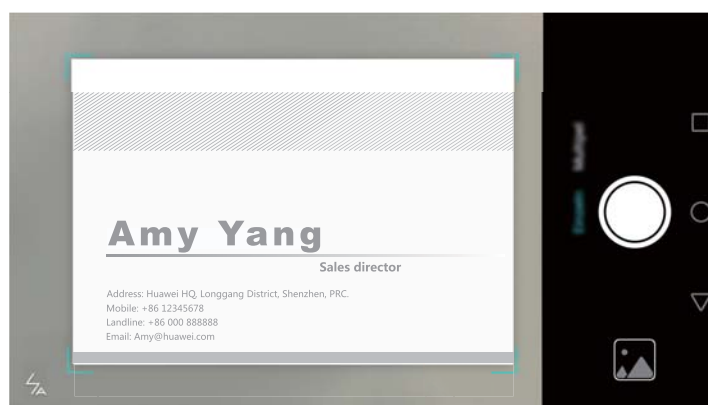 Amy Yang
Sales director
Address: Huawei HQ, Longgang District, Shenzhen, PRC.
Mobile: +86 12345678
Landline: +86 000 888888
Email: Amy@huawei.com